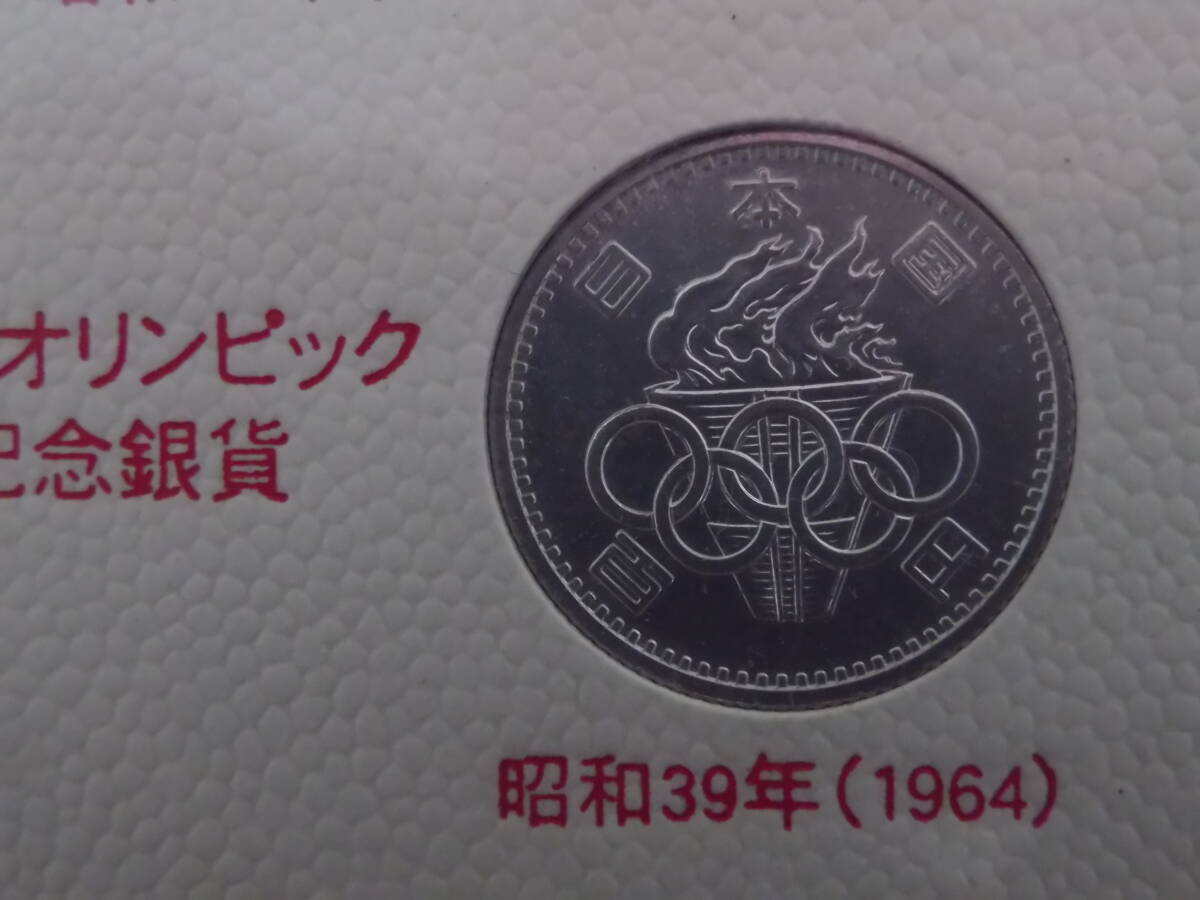 オリンピック
記念銀貨
日本国
百円
昭和39年(1964)